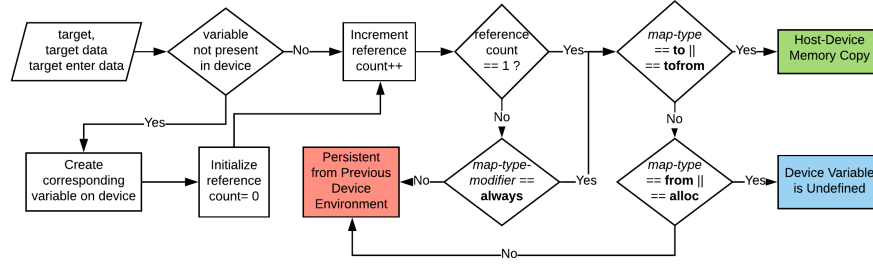 target,
target data
target enter data
variable
not present
in device
No
Increment
reference
count++
reference
count
== 1 ?
Yes
map-type
== to ||
== tofrom
Yes
Host-Device
Memory Copy
Yes
No
No
Create
corresponding
variable on device
Initialize
reference
count= 0
Persistent
from Previous
Device
Environment
No
map-type-
modifier ==
always
Yes
map-type
== from ||
== alloc
Yes
Device Variable
is Undefined
No